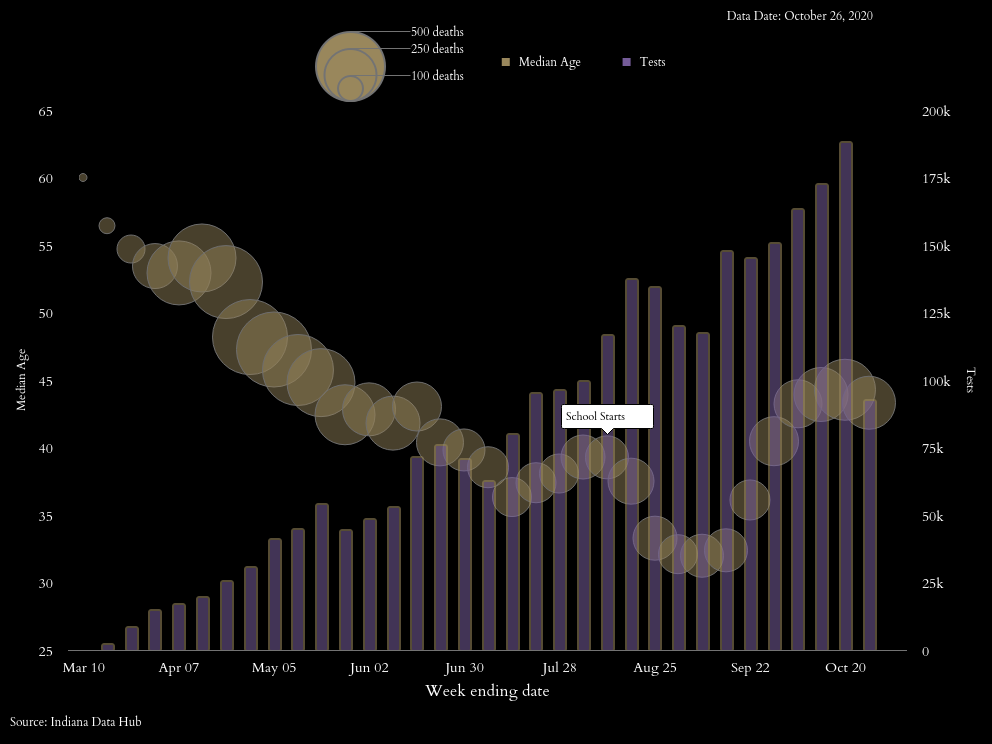 Data Date: October 26, 2020
500 deaths
250 deaths
100 deaths
Median Age
Tests
65
60
55
50
45
40
35
30
25
Median Age
200k
175k
150k
125k
100k
75k
50k
25k
0
Tests
School Starts
Mar 10
Apr 07
May 05
Jun 02
Jun 30
Jul 28
Aug 25
Sep 22
Oct 20
Week ending date
Source: Indiana Data Hub